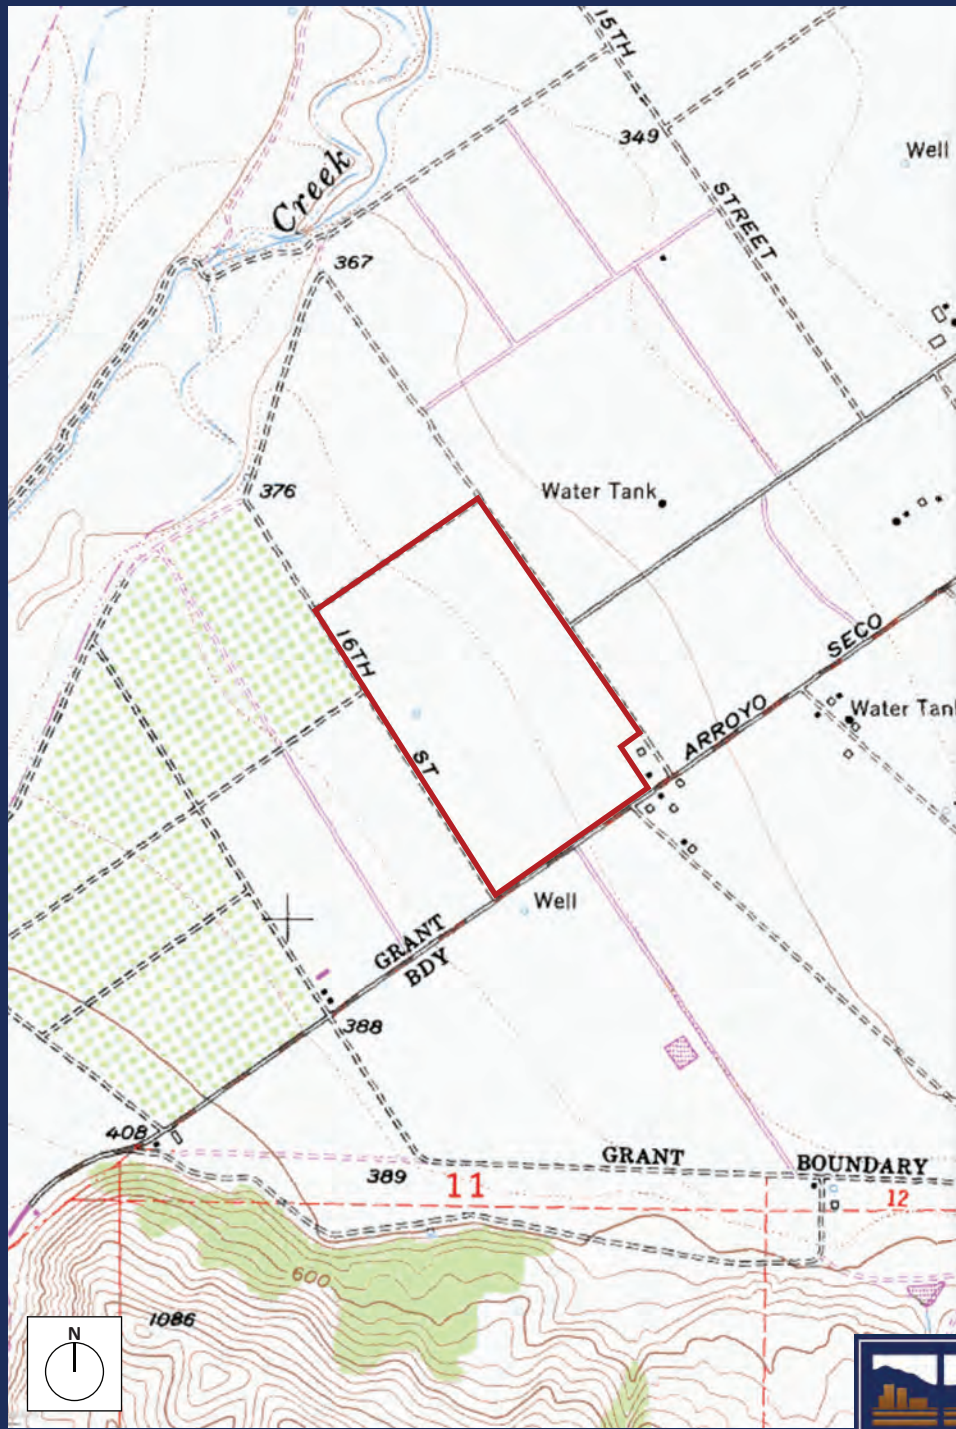 15TH
349
Well
Creek
STREET
367
376
Water Tank
16TH
SECO
ARROYO
Water Tan
ST
Well
GRANT
BDY
388
408
GRANT
BOUNDARY
389
11
12
600
1086
N